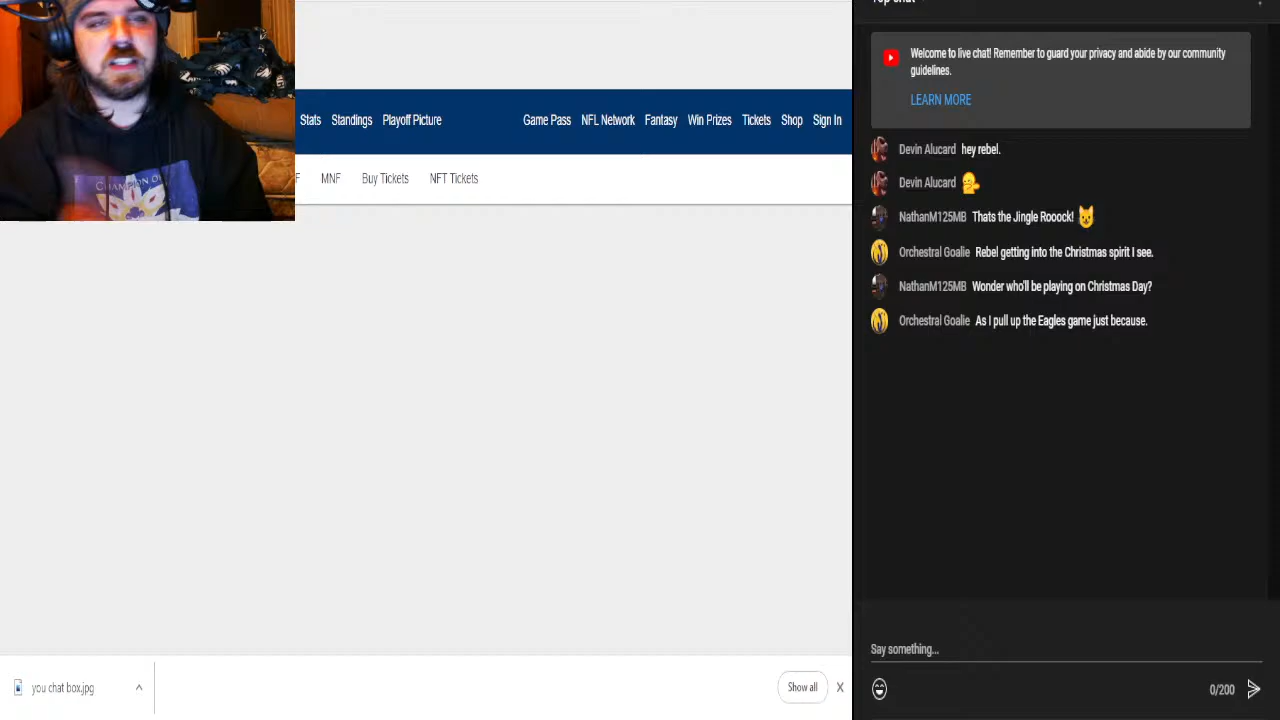 Top chat
Welcome to live chat! Remember to guard your privacy and abide by our community
guidelines.
LEARN MORE
Stats Standings Playoff Picture Game Pass NFL Network Fantasy Win Prizes Tickets Shop Sign In
F MNF Buy Tickets NFT Tickets
CHAMPION OF
Devin Alucard hey rebel.
Devin Alucard
NathanM125MB Thats the Jingle Rooock!
Orchestral Goalie Rebel getting into the Christmas spirit I see.
NathanM125MB Wonder who'll be playing on Christmas Day?
Orchestral Goalie As I pull up the Eagles game just because.
Say something...
0/200
you chat box.jpg
Show all